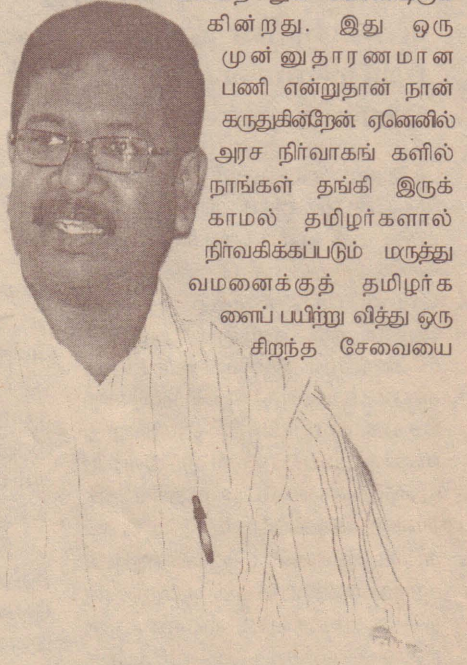 கின்றது. இது ஒரு
முன்னுதாரணமான
பணி என்றுதான் நான்
கருதுகின்றேன் ஏனெனில்
அரச நிர்வாகங் களில்
நாங்கள் தங்கி இருக்
காமல் தமிழர்களால்
நிர்வகிக்கப்படும் மருத்து
வமனைக்குத் தமிழர்க
ளைப் பயிற்று வித்து ஒரு
சிறந்த சேவையை